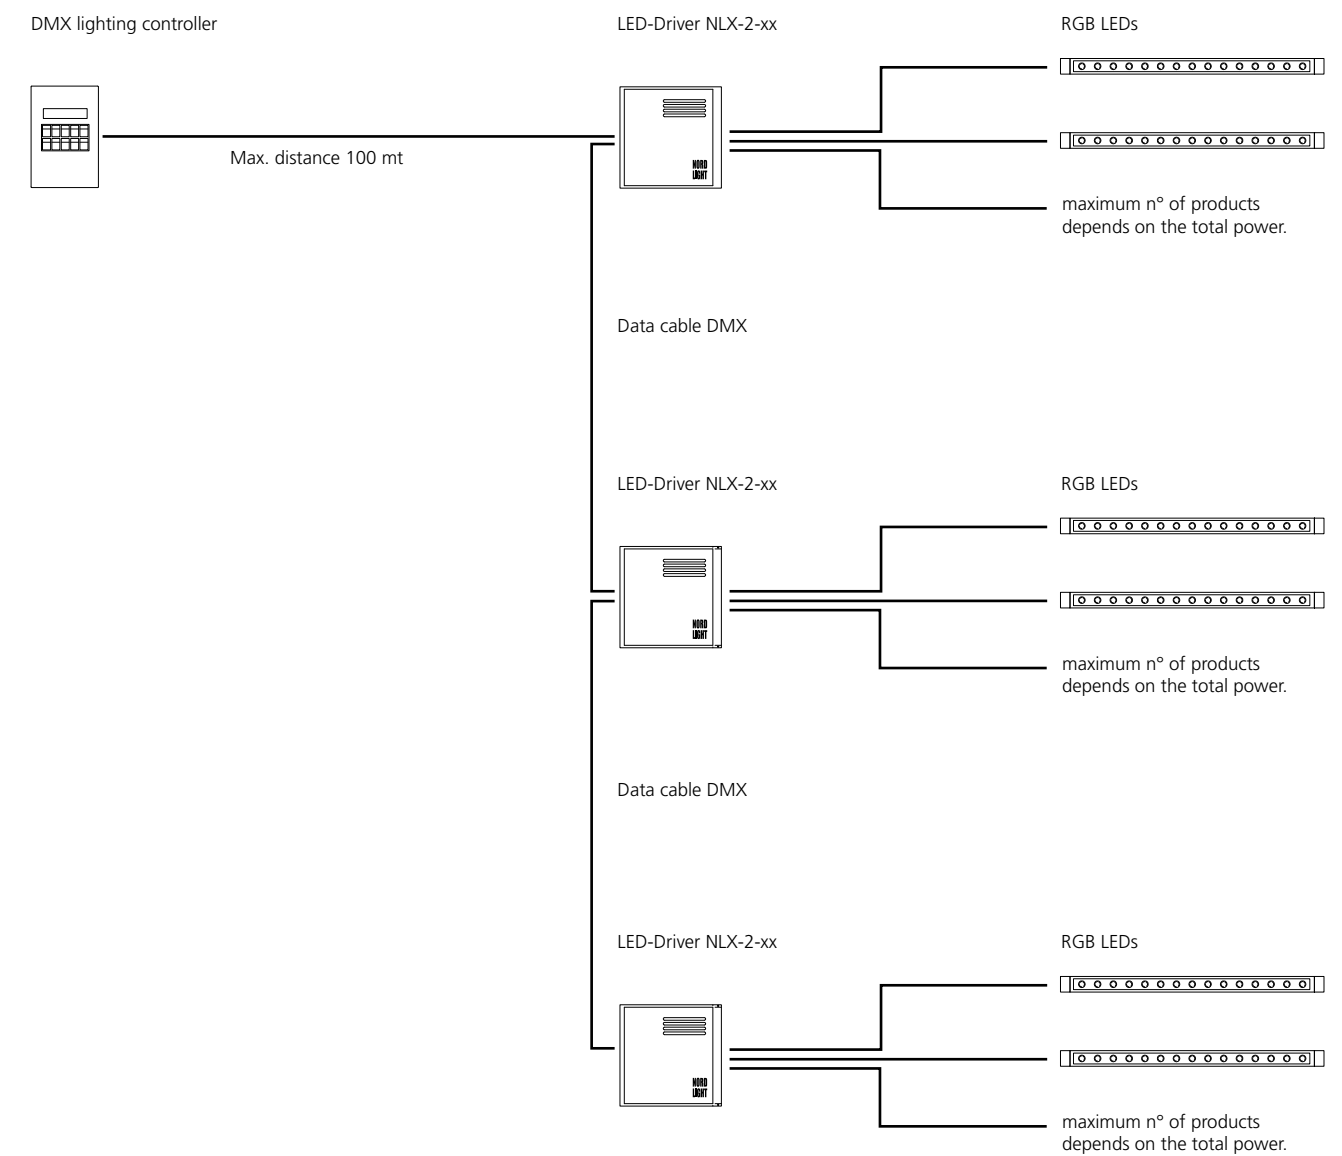 DMX lighting controller
LED-Driver NLX-2-xx
RGB LEDs
Max. distance 100 mt
NORD
LIGHT
maximum n° of products
depends on the total power.
Data cable DMX
LED-Driver NLX-2-xx
RGB LEDs
NORD
LIGHT
maximum n° of products
depends on the total power.
Data cable DMX
LED-Driver NLX-2-xx
RGB LEDs
NORD
LIGHT
maximum n° of products
depends on the total power.